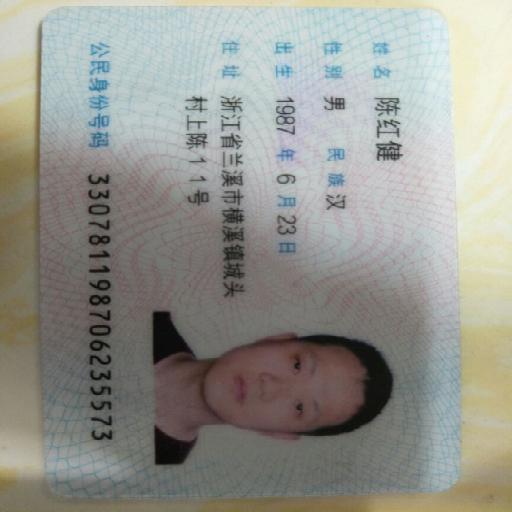 姓名 陈红健
性别 男 民族 汉
出生 1987 年 6 月 23 日
住址 浙江省兰溪市横溪镇城头
村上陈11号
公民身份号码 330781198706235573